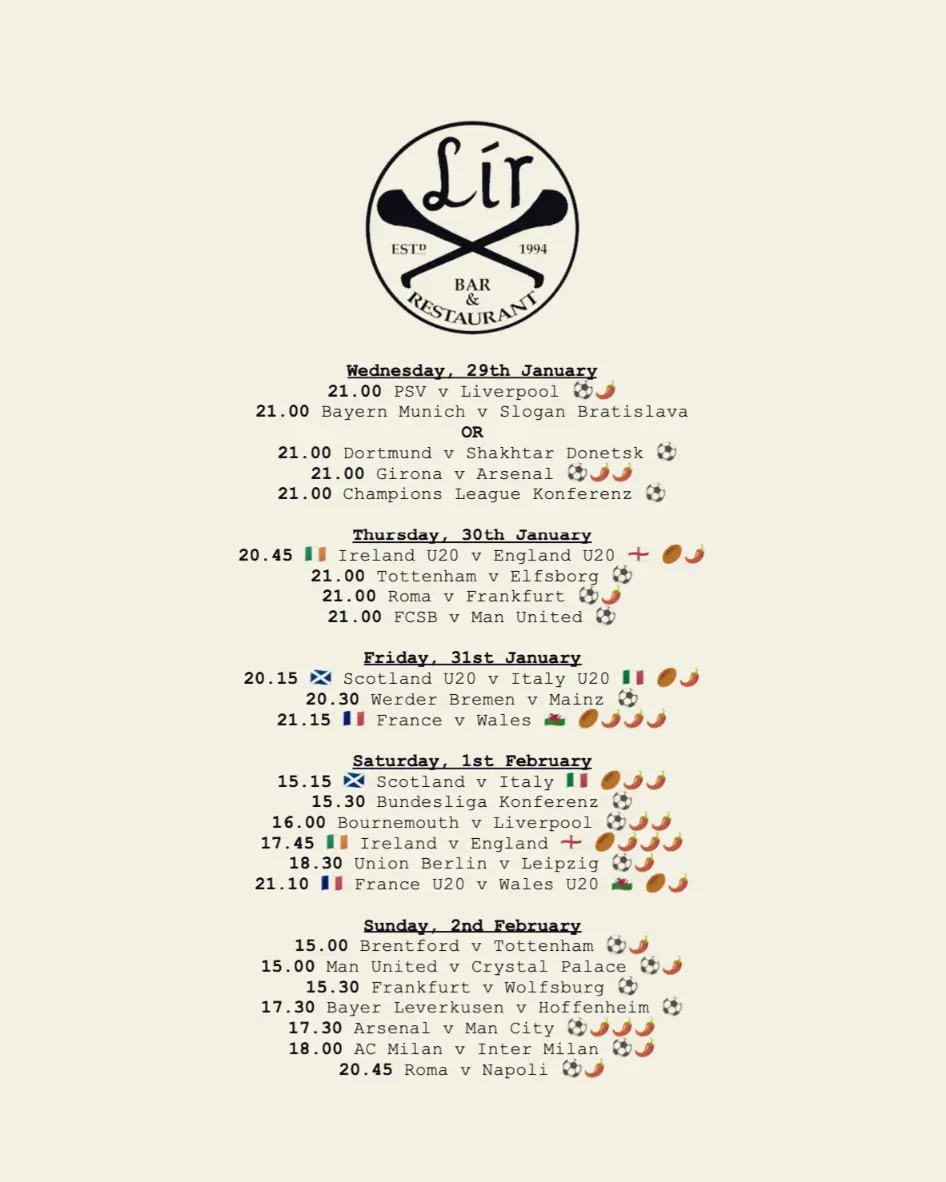 Lír
ESTD 1994
BAR
&
RESTAURANT
Wednesday, 29th January
21.00 PSV v Liverpool ⚽🌶️
21.00 Bayern Munich v Slogan Bratislava
OR
21.00 Dortmund v Shakhtar Donetsk ⚽
21.00 Girona v Arsenal ⚽🌶️🌶️
21.00 Champions League Konferenz ⚽
Thursday, 30th January
20.45 🇮🇪 Ireland U20 v England U20 🏴󠁧󠁢󠁥󠁮󠁧󠁿 🏉🌶️
21.00 Tottenham v Elfsborg ⚽
21.00 Roma v Frankfurt ⚽🌶️
21.00 FCSB v Man United ⚽
Friday, 31st January
20.15 🏴󠁧󠁢󠁳󠁣󠁴󠁿 Scotland U20 v Italy U20 🇮🇹 🏉🌶️
20.30 Werder Bremen v Mainz ⚽
21.15 🇫🇷 France v Wales 🏴󠁧󠁢󠁷󠁬󠁳󠁿 🏉🌶️🌶️🌶️
Saturday, 1st February
15.15 🏴󠁧󠁢󠁳󠁣󠁴󠁿 Scotland v Italy 🇮🇹 🏉🌶️🌶️
15.30 Bundesliga Konferenz ⚽
16.00 Bournemouth v Liverpool ⚽🌶️🌶️
17.45 🇮🇪 Ireland v England 🏴󠁧󠁢󠁥󠁮󠁧󠁿 🏉🌶️🌶️🌶️
18.30 Union Berlin v Leipzig ⚽🌶️
21.10 🇫🇷 France U20 v Wales U20 🏴󠁧󠁢󠁷󠁬󠁳󠁿 🏉🌶️
Sunday, 2nd February
15.00 Brentford v Tottenham ⚽🌶️
15.00 Man United v Crystal Palace ⚽🌶️
15.30 Frankfurt v Wolfsburg ⚽
17.30 Bayer Leverkusen v Hoffenheim ⚽
17.30 Arsenal v Man City ⚽🌶️🌶️🌶️
18.00 AC Milan v Inter Milan ⚽🌶️
20.45 Roma v Napoli ⚽🌶️